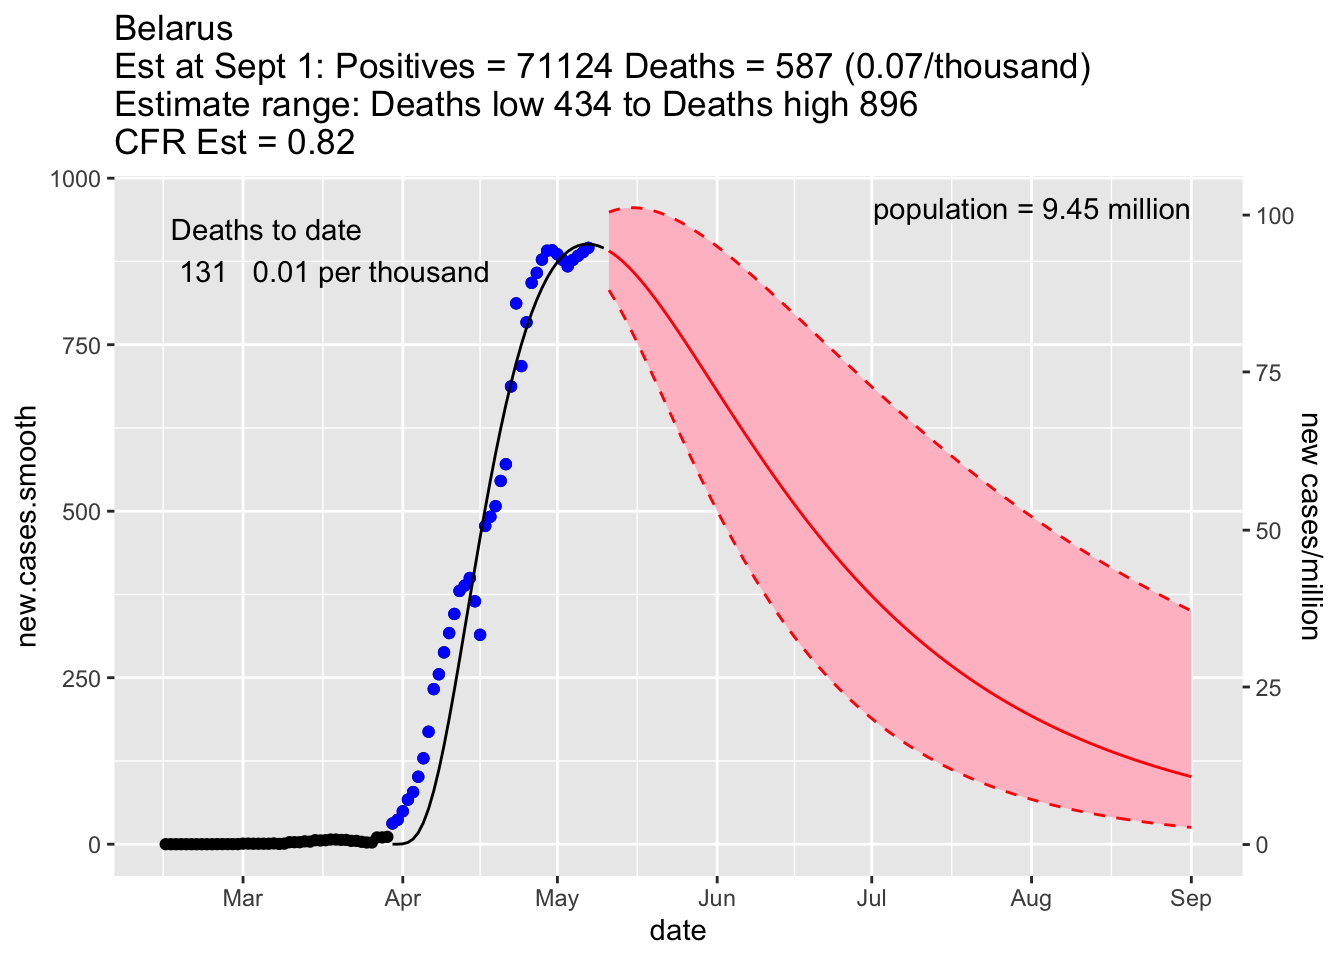 Belarus
Est at Sept 1: Positives = 71124 Deaths = 587 (0.07/thousand)
Estimate range: Deaths low 434 to Deaths high 896
CFR Est = 0.82
Deaths to date
131 0.01 per thousand
population = 9.45 million
1000
750
500
250
0
new.cases.smooth
100
75
50
25
0
new cases/million
Mar Apr May Jun Jul Aug Sep
date